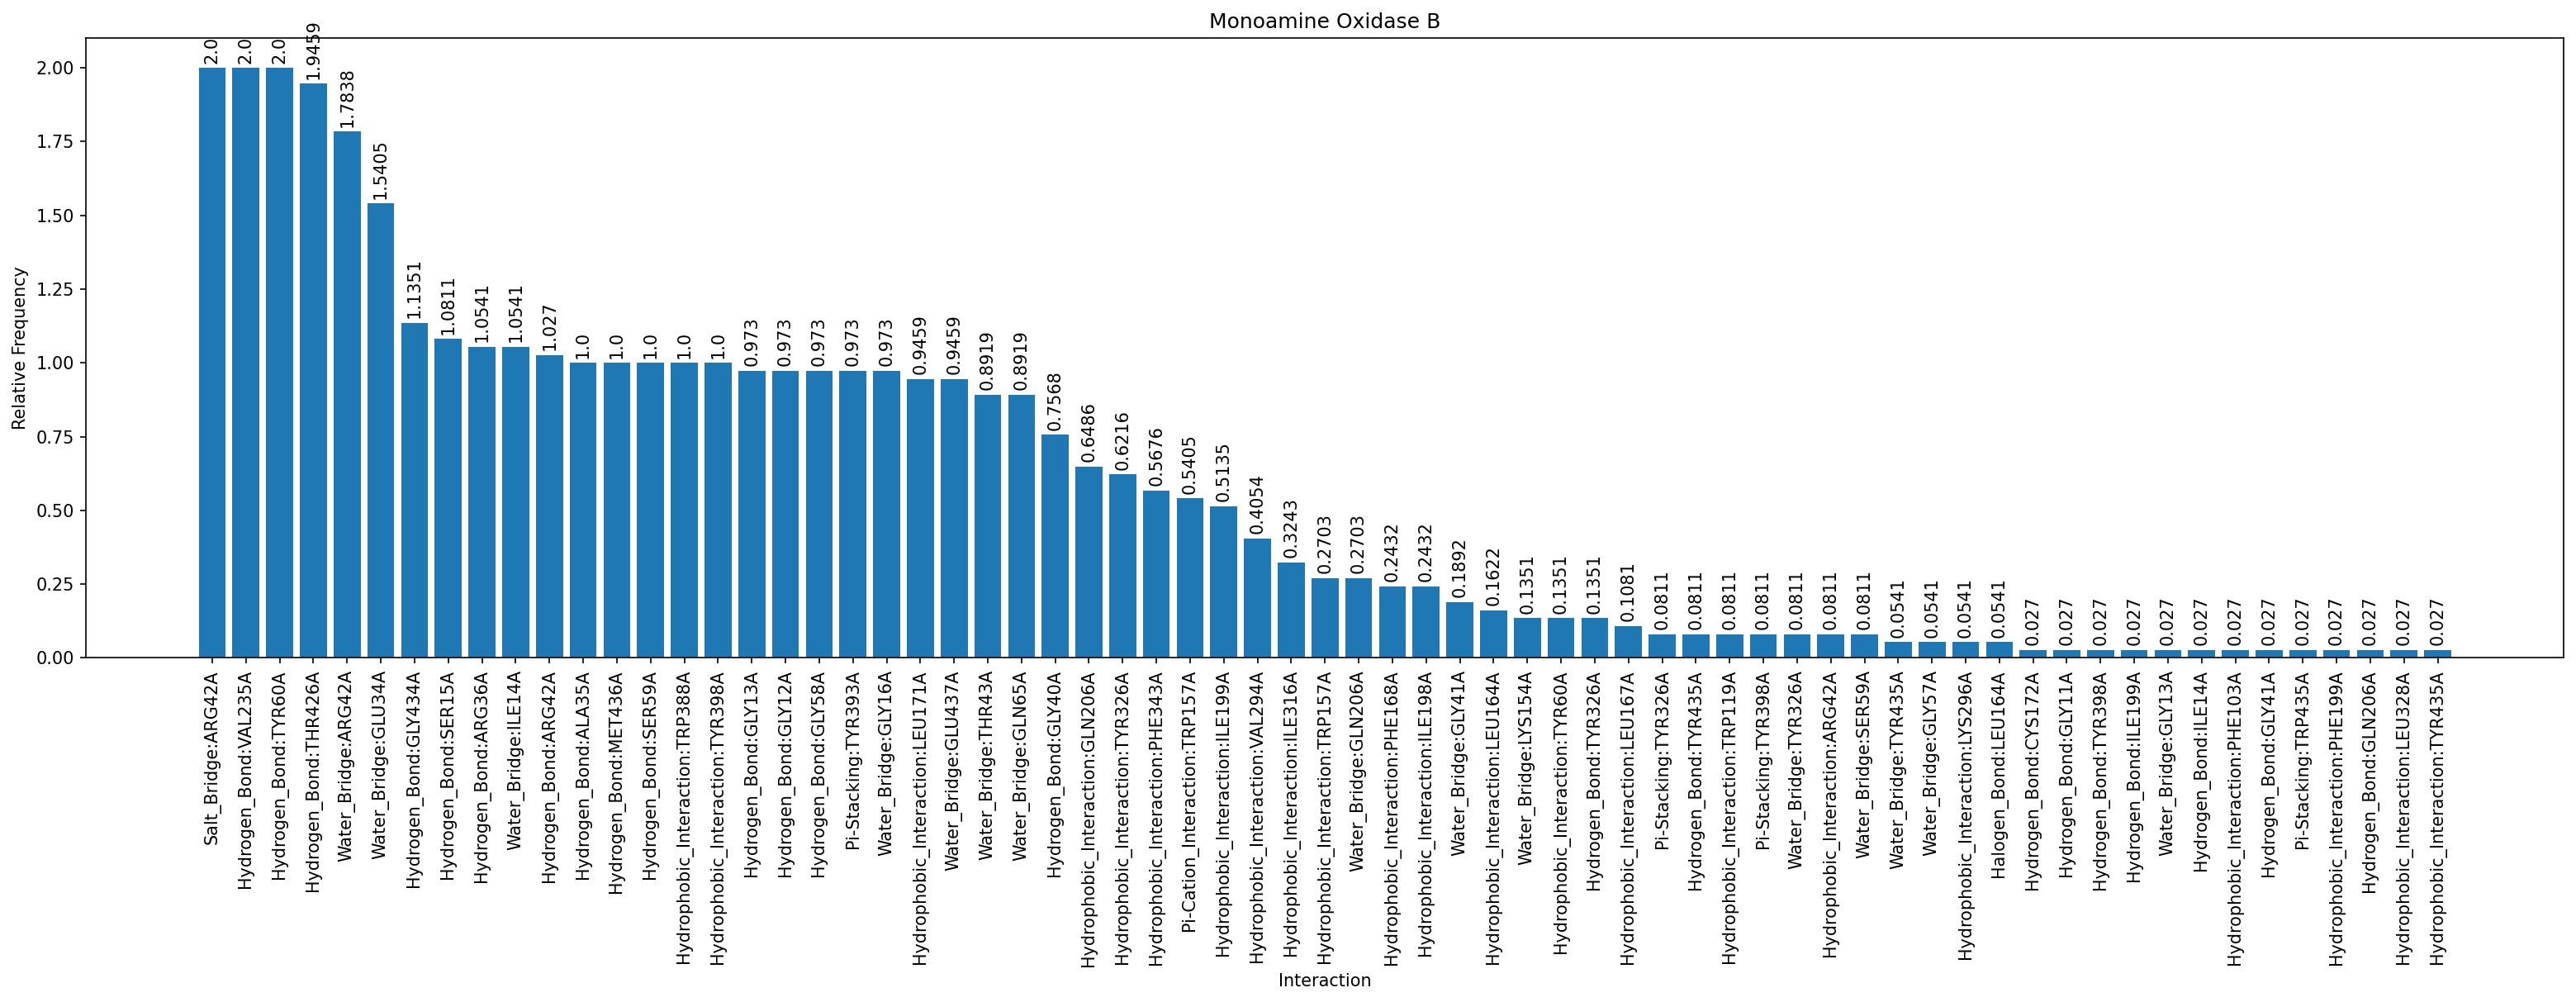 Monoamine Oxidase B
Relative Frequency
2.00
1.75
1.50
1.25
1.00
0.75
0.50
0.25
0.00
2.0
2.0
2.0
1.9459
1.7838
1.5405
1.1351
1.0811
1.0541
1.0541
1.027
1.0
1.0
1.0
1.0
1.0
0.973
0.973
0.973
0.973
0.973
0.9459
0.9459
0.8919
0.8919
0.7568
0.6486
0.6216
0.5676
0.5405
0.5135
0.4054
0.3243
0.2703
0.2703
0.2432
0.2432
0.1892
0.1622
0.1351
0.1351
0.1351
0.1081
0.0811
0.0811
0.0811
0.0811
0.0811
0.0811
0.0811
0.0541
0.0541
0.0541
0.0541
0.027
0.027
0.027
0.027
0.027
0.027
0.027
0.027
0.027
0.027
0.027
0.027
0.027
Salt_Bridge:ARG42A
Hydrogen_Bond:VAL235A
Hydrogen_Bond:TYR60A
Hydrogen_Bond:THR426A
Water_Bridge:ARG42A
Water_Bridge:GLU34A
Hydrogen_Bond:GLY434A
Hydrogen_Bond:SER15A
Hydrogen_Bond:ARG36A
Water_Bridge:ILE14A
Hydrogen_Bond:ARG42A
Hydrogen_Bond:ALA35A
Hydrogen_Bond:MET436A
Hydrogen_Bond:SER59A
Hydrophobic_Interaction:TRP388A
Hydrophobic_Interaction:TYR398A
Hydrogen_Bond:GLY13A
Hydrogen_Bond:GLY12A
Hydrogen_Bond:GLY58A
Pi-Stacking:TYR393A
Water_Bridge:GLY16A
Hydrophobic_Interaction:LEU171A
Water_Bridge:GLU437A
Water_Bridge:THR43A
Water_Bridge:GLN65A
Hydrogen_Bond:GLY40A
Hydrophobic_Interaction:GLN206A
Hydrophobic_Interaction:TYR326A
Hydrophobic_Interaction:PHE343A
Pi-Cation_Interaction:TRP157A
Hydrophobic_Interaction:ILE199A
Hydrophobic_Interaction:VAL294A
Hydrophobic_Interaction:ILE316A
Hydrophobic_Interaction:TRP157A
Water_Bridge:GLN206A
Hydrophobic_Interaction:PHE168A
Hydrophobic_Interaction:ILE198A
Water_Bridge:GLY41A
Hydrophobic_Interaction:LEU164A
Water_Bridge:LYS154A
Hydrophobic_Interaction:TYR60A
Hydrogen_Bond:TYR326A
Hydrophobic_Interaction:LEU167A
Pi-Stacking:TYR326A
Hydrogen_Bond:TYR435A
Hydrophobic_Interaction:TRP119A
Pi-Stacking:TYR398A
Water_Bridge:TYR326A
Hydrophobic_Interaction:ARG42A
Water_Bridge:SER59A
Water_Bridge:TYR435A
Water_Bridge:GLY57A
Hydrophobic_Interaction:LYS296A
Halogen_Bond:LEU164A
Hydrogen_Bond:CYS172A
Hydrogen_Bond:GLY11A
Hydrogen_Bond:TYR398A
Hydrogen_Bond:ILE199A
Water_Bridge:GLY13A
Hydrogen_Bond:ILE14A
Hydrophobic_Interaction:PHE103A
Hydrogen_Bond:GLY41A
Pi-Stacking:TRP435A
Hydrophobic_Interaction:PHE199A
Hydrogen_Bond:GLN206A
Hydrophobic_Interaction:LEU328A
Hydrophobic_Interaction:TYR435A
Interaction